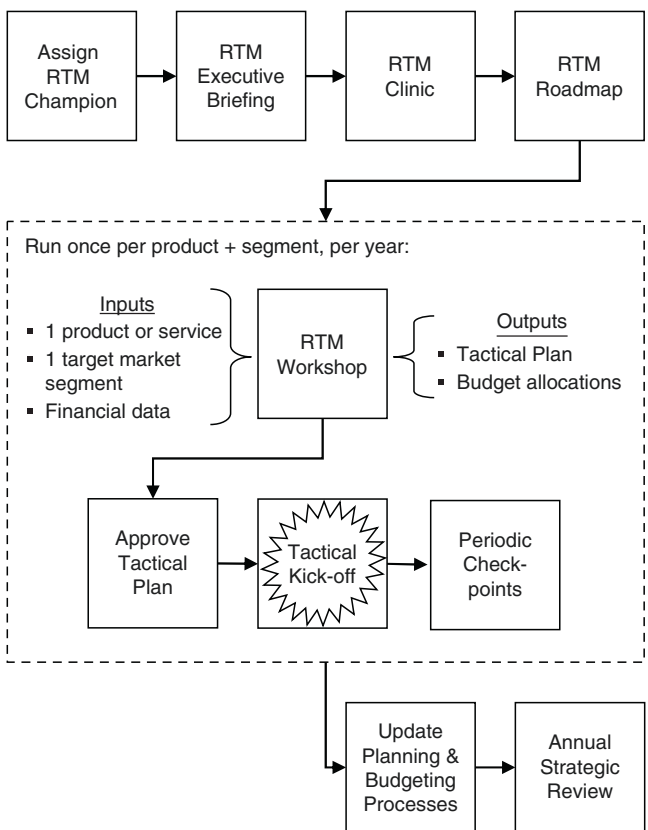 Assign
RTM
Champion
RTM
Executive
Briefing
RTM
Clinic
RTM
Roadmap
Run once per product + segment, per year:
Inputs
▪ 1 product or service
▪ 1 target market
segment
▪ Financial data
RTM
Workshop
Outputs
▪ Tactical Plan
▪ Budget allocations
Approve
Tactical
Plan
Tactical
Kick-off
Periodic
Check-
points
Update
Planning &
Budgeting
Processes
Annual
Strategic
Review